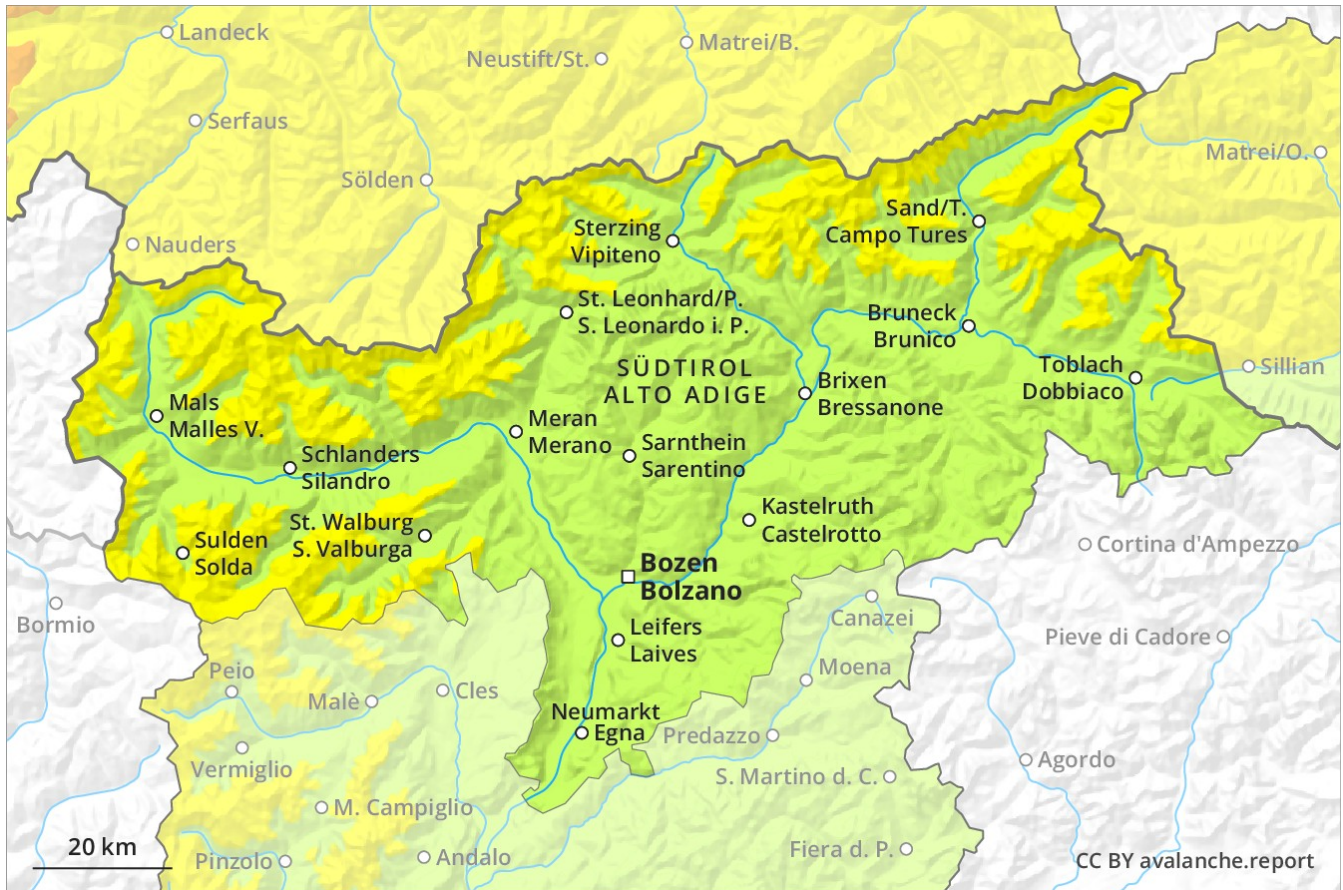 Landeck
Matrei/B.
Neustift/St.
Serfaus
Matrei/O.
Sölden
Sand/T.
Campo Tures
Sterzing
Vipiteno
Nauders
St. Leonhard/P.
S. Leonardo i. P.
Bruneck
Brunico
SÜDTIROL
ALTO ADIGE
Toblach
Dobbiaco
Sillian
Brixen
Bressanone
Mals
Malles V.
Meran
Merano
Sarnthein
Sarentino
Schlanders
Silandro
Kastelruth
Castelrotto
St. Walburg
S. Valburga
Sulden
Solda
Cortina d'Ampezzo
Bozen
Bolzano
Bormio
Canazei
Leifers
Laives
Pieve di Cadore
Peio
Moena
Malè
Cles
Neumarkt
Egna
Predazzo
Vermiglio
S. Martino d. C.
Agordo
M. Campiglio
20 km
Pinzolo
Andalo
Fiera d. P.
CC BY avalanche.report